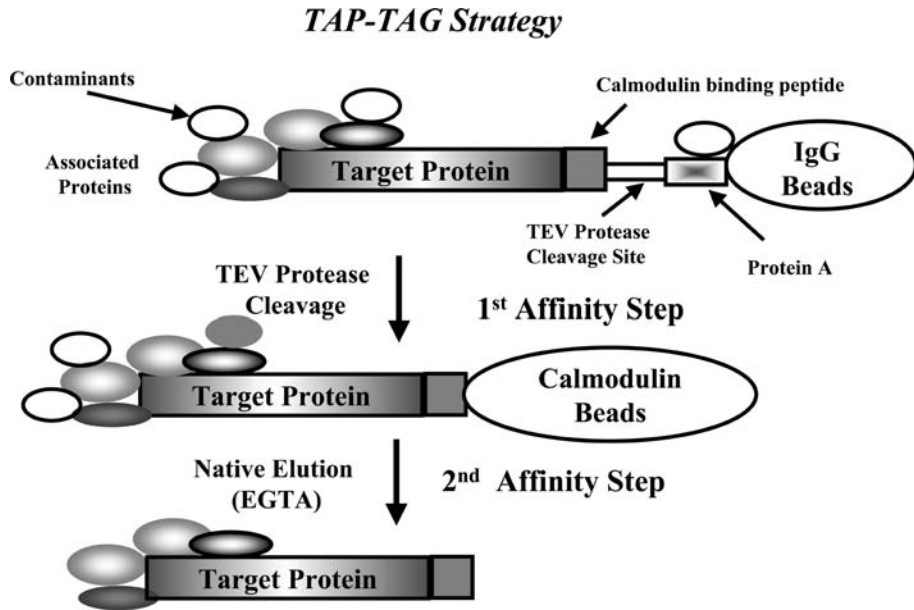 TAP-TAG Strategy
Contaminants
Calmodulin binding peptide
Associated
Proteins
Target Protein
IgG
Beads
TEV Protease
Cleavage Site
Protein A
TEV Protease
Cleavage
1st Affinity Step
Target Protein
Calmodulin
Beads
Native Elution
(EGTA)
2nd Affinity Step
Target Protein